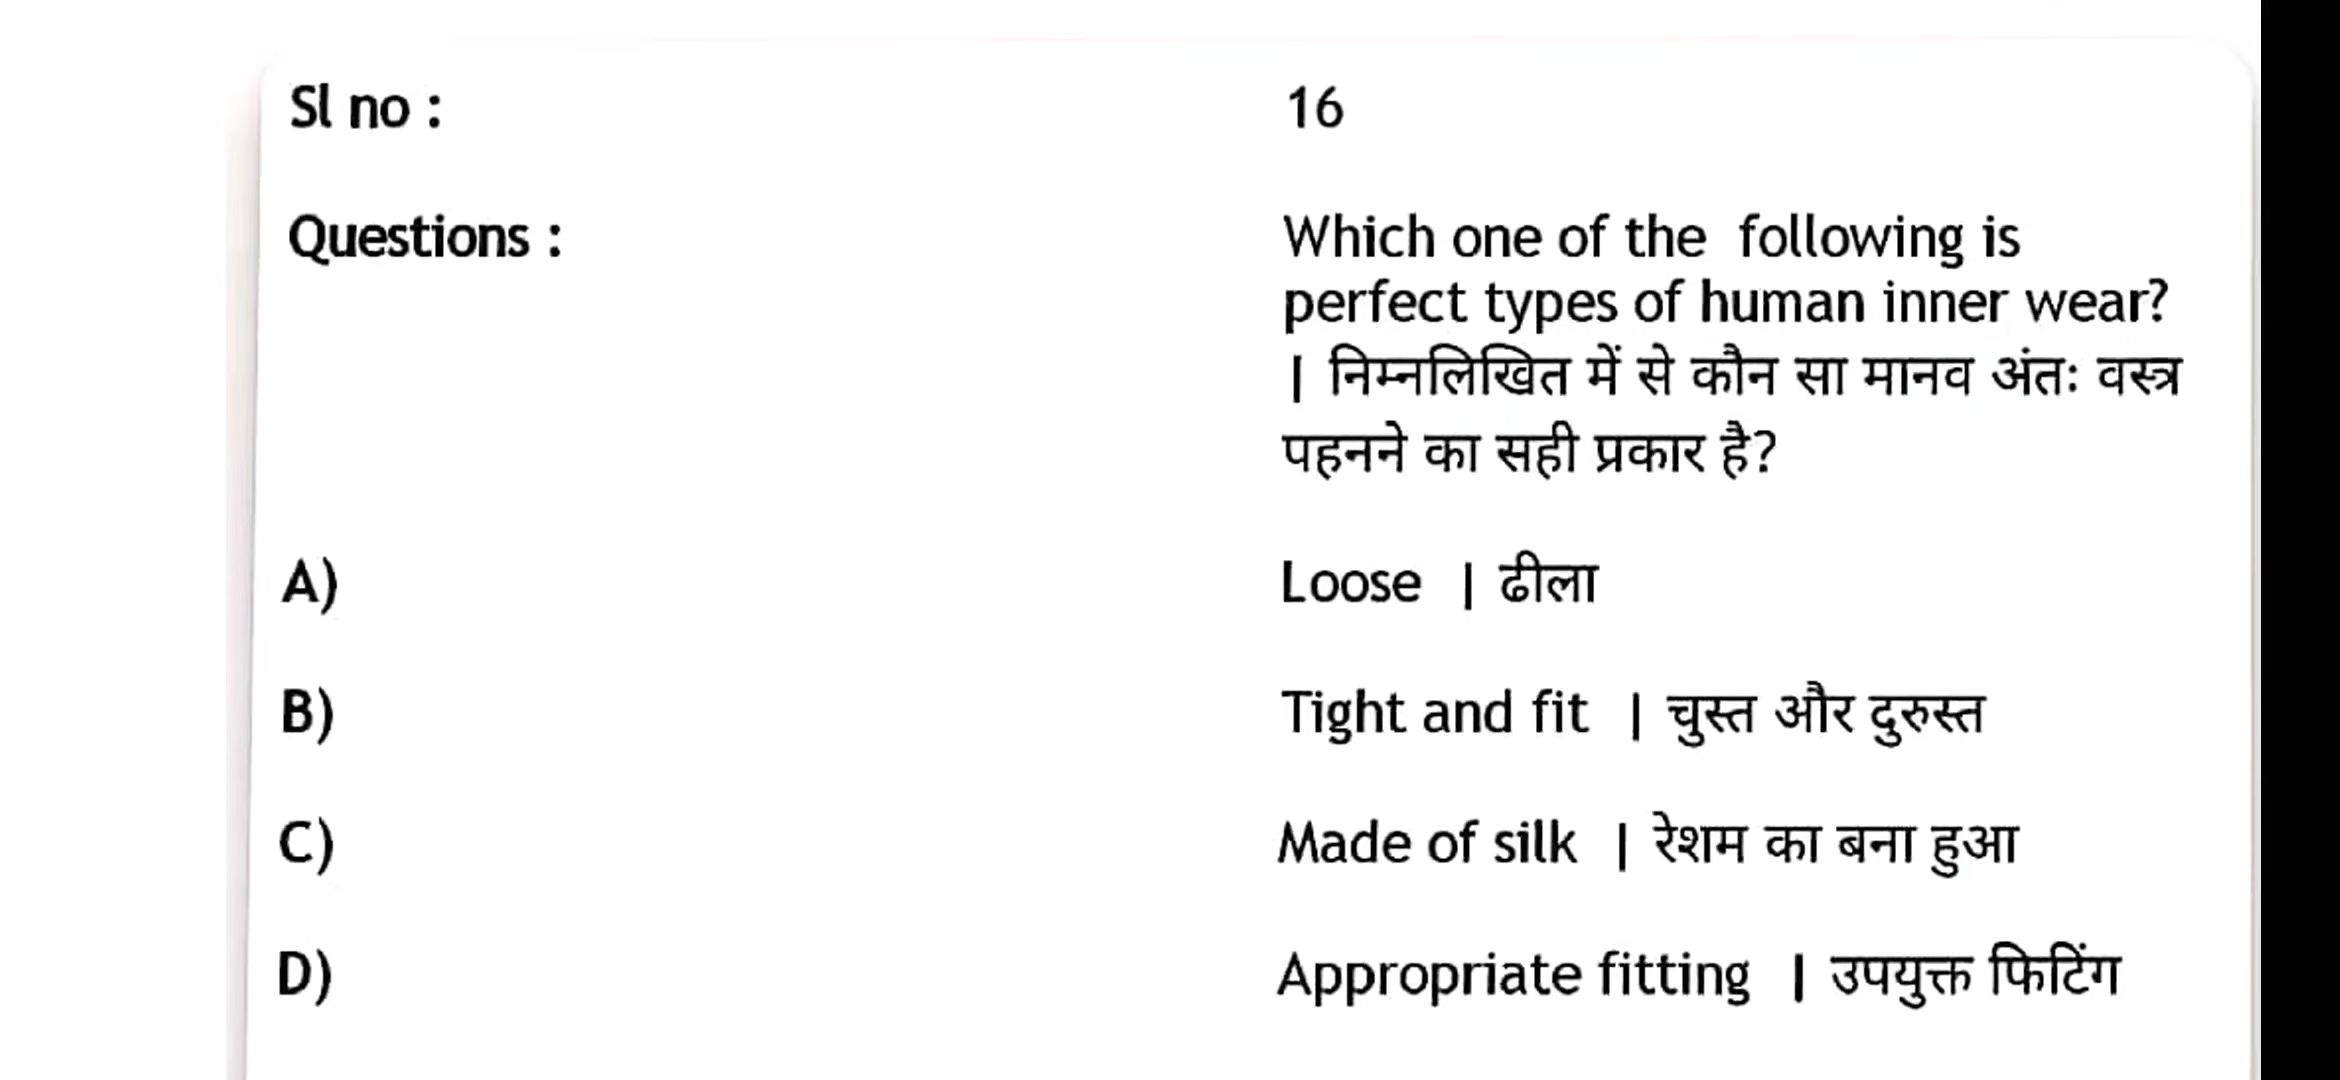 Sl no : 16
Questions : Which one of the following is
perfect types of human inner wear?
| निम्नलिखित में से कौन सा मानव अंतः वस्त्र
पहनने का सही प्रकार है?
A) Loose | ढीला
B) Tight and fit | चुस्त और दुरुस्त
C) Made of silk | रेशम का बना हुआ
D) Appropriate fitting | उपयुक्त फिटिंग